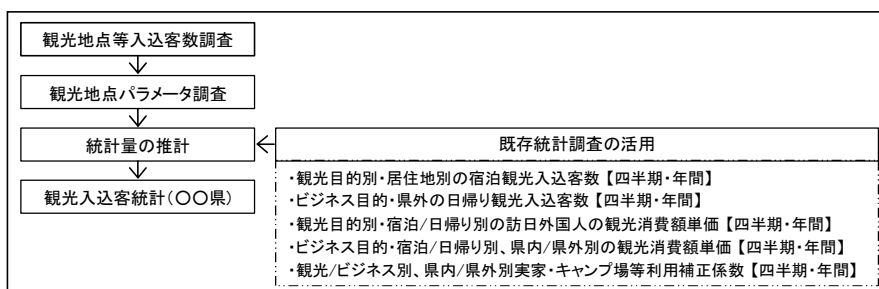 観光地点等入込客数調査
観光地点パラメータ調査
統計量の推計
観光入込客統計(〇〇県)
既存統計調査の活用
・観光目的別・居住地別の宿泊観光入込客数【四半期・年間】
・ビジネス目的・県外の日帰り観光入込客数【四半期・年間】
・観光目的別・宿泊/日帰り別の訪日外国人の観光消費額単価【四半期・年間】
・ビジネス目的・宿泊/日帰り別、県内/県外別の観光消費額単価【四半期・年間】
・観光/ビジネス別、県内/県外別実家・キャンプ場等利用補正係数【四半期・年間】